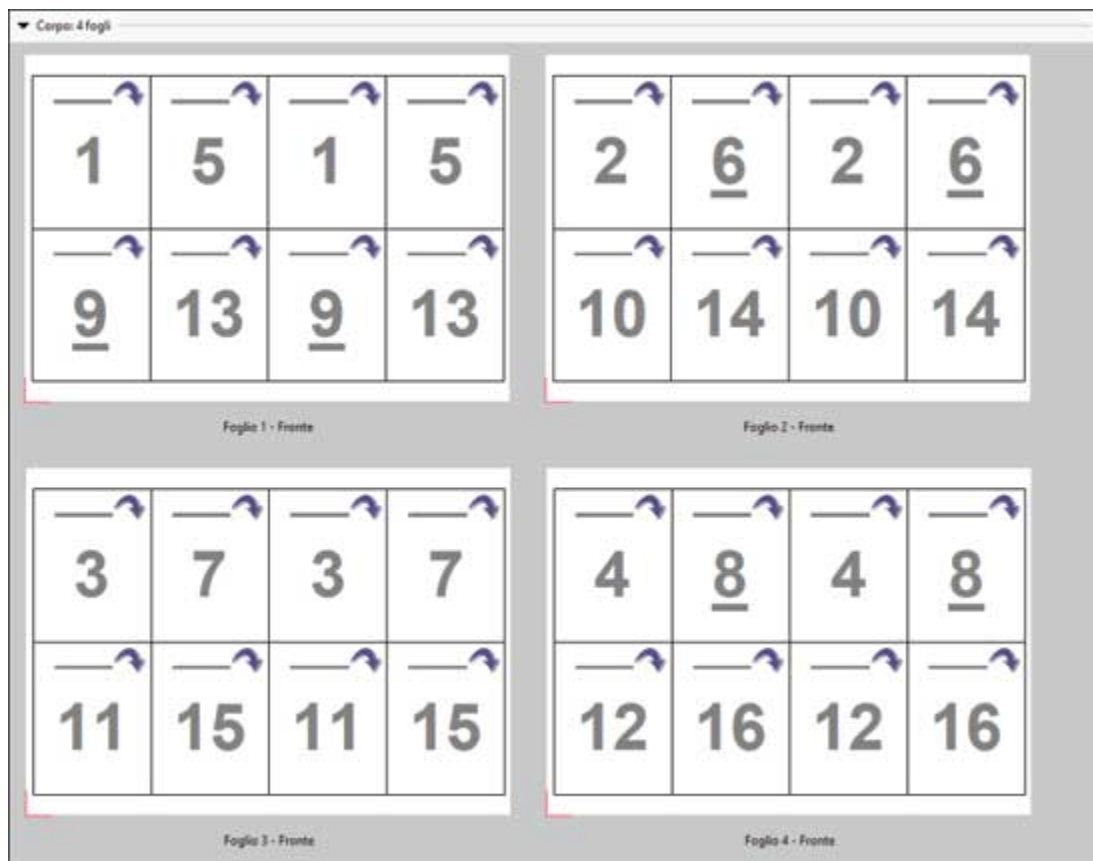 Corpo: 4 fogli
1 5 1 5
9 13 9 13
Foglio 1 - Fronte
2 6 2 6
10 14 10 14
Foglio 2 - Fronte
3 7 3 7
11 15 11 15
Foglio 3 - Fronte
4 8 4 8
12 16 12 16
Foglio 4 - Fronte